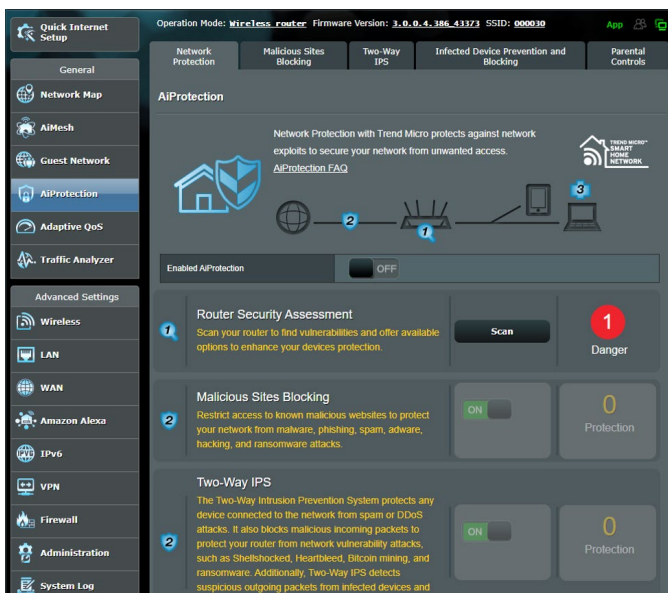 Quick Internet
Setup
Operation Mode: Wireless router Firmware Version: 3.0.0.4.386_43373 SSID: 000030
App
Network
Protection
Malicious Sites
Blocking
Two-Way
IPS
Infected Device Prevention and
Blocking
Parental
Controls
General
Network Map
AiMesh
Guest Network
AiProtection
Adaptive QoS
Traffic Analyzer
Advanced Settings
Wireless
LAN
WAN
Amazon Alexa
IPv6
VPN
Firewall
Administration
System Log
AiProtection
Network Protection with Trend Micro protects against network
exploits to secure your network from unwanted access.
AiProtection FAQ
TREND MICRO™
SMART
HOME
NETWORK
3
2
1
Enabled AiProtection
OFF
1
Router Security Assessment
Scan your router to find vulnerabilities and offer available
options to enhance your devices protection.
Scan
1
Danger
2
Malicious Sites Blocking
Restrict access to known malicious websites to protect
your network from malware, phishing, spam, adware,
hacking, and ransomware attacks.
ON
0
Protection
2
Two-Way IPS
The Two-Way Intrusion Prevention System protects any
device connected to the network from spam or DDoS
attacks. It also blocks malicious incoming packets to
protect your router from network vulnerability attacks,
such as Shellshocked, Heartbleed, Bitcoin mining, and
ransomware. Additionally, Two-Way IPS detects
suspicious outgoing packets from infected devices and
ON
0
Protection